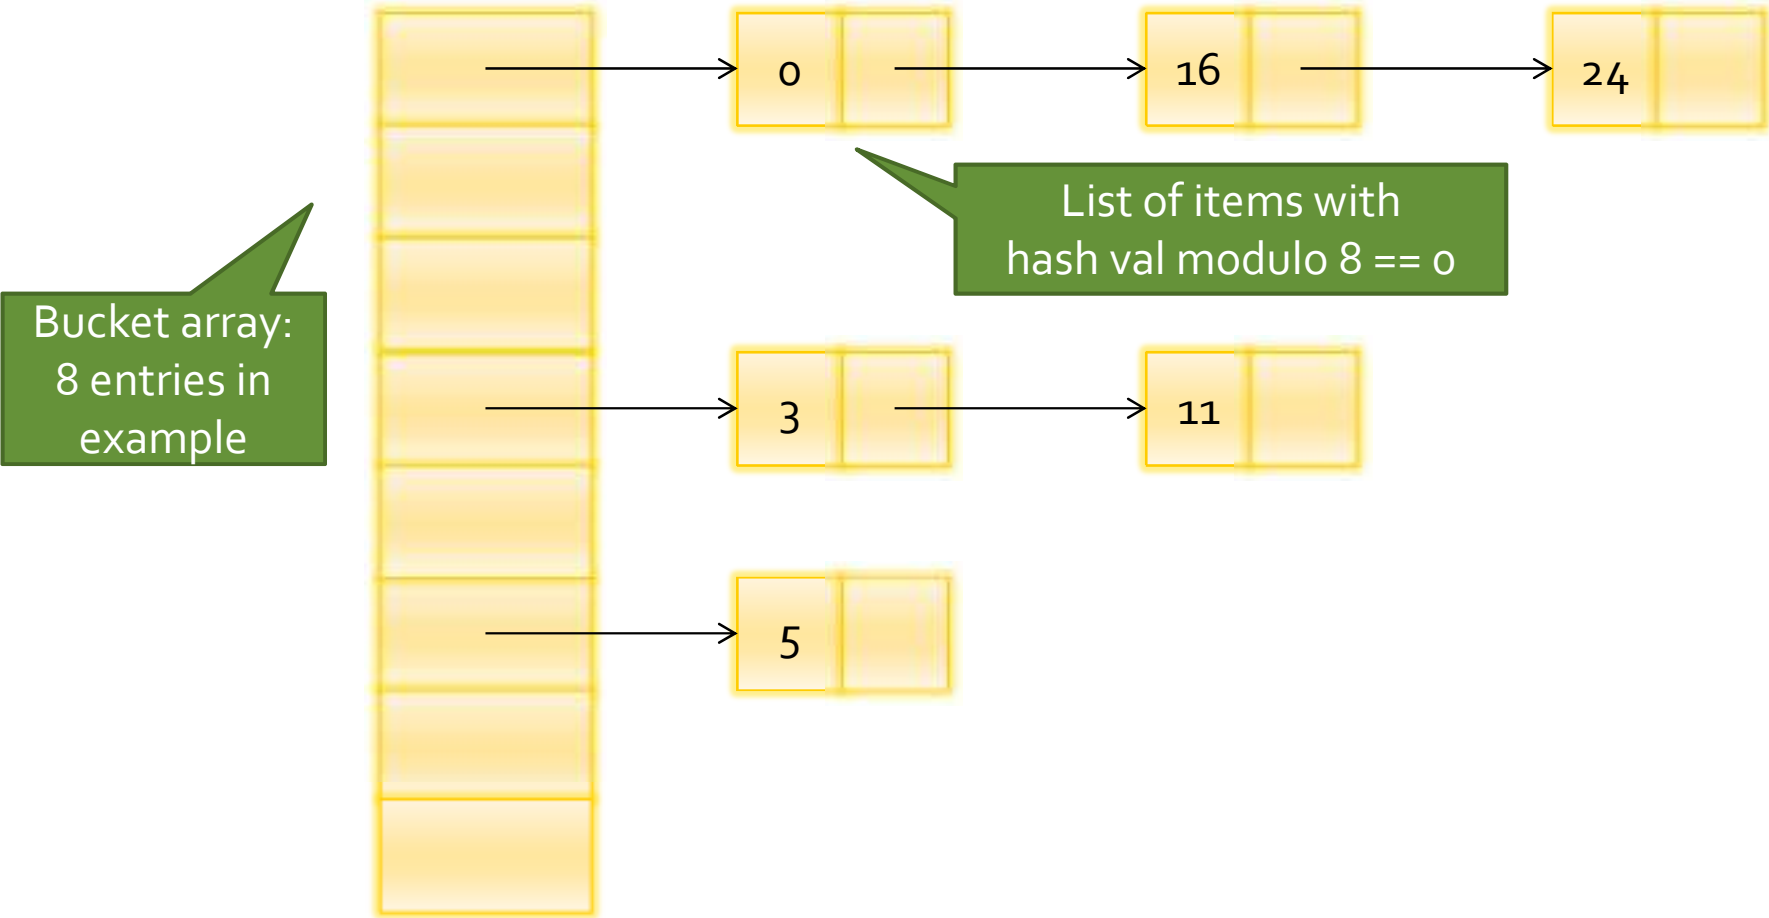 0 16 24
List of items with
hash val modulo 8 == 0
Bucket array:
8 entries in
example
3 11
5